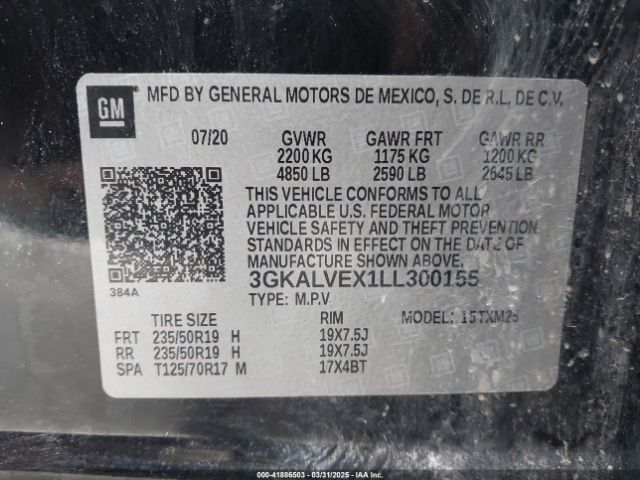 GM
MFD BY GENERAL MOTORS DE MEXICO, S. DE R.L. DE C.V.
07/20 GVWR GAWR FRT GAWR RR
2200 KG 1175 KG 1200 KG
4850 LB 2590 LB 2645 LB
THIS VEHICLE CONFORMS TO ALL
APPLICABLE U.S. FEDERAL MOTOR
VEHICLE SAFETY AND THEFT PREVENTION
STANDARDS IN EFFECT ON THE DATE OF
MANUFACTURE SHOWN ABOVE.
384A
3GKALVEX1LL300155
TYPE: M.P.V
TIRE SIZE RIM MODEL: 1STXM26
FRT 235/50R19 H 19X7.5J
RR 235/50R19 H 19X7.5J
SPA T125/70R17 M 17X4BT
000-41886503 - 03/31/2025 - IAAI.COM